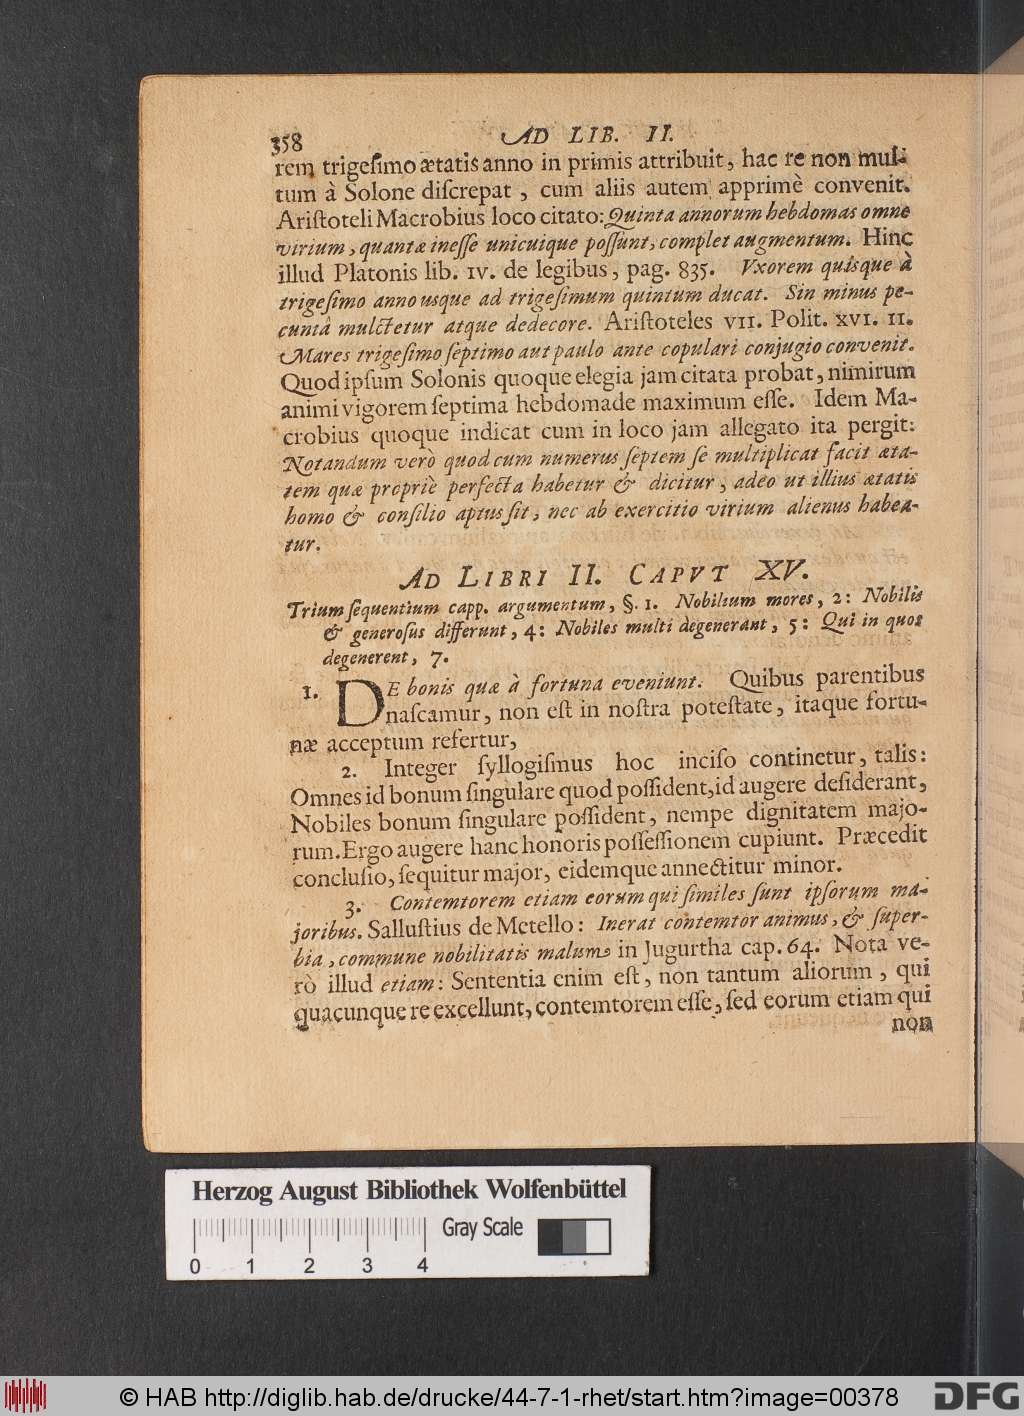 358 AD LIB. II.
rem trigeſimo ætatis anno in primis attribuit, hac re non mul-
tum à Solone diſcrepat, cum aliis autem apprimè convenit.
Ariſtoteli Macrobius loco citato: Quinta annorum hebdomas omne
virium, quantæ ineſſe unicuique poſſunt, complet augmentum. Hinc
illud Platonis lib. IV. de legibus, pag. 835. Vxorem quiſque à
trigeſimo anno uſque ad trigeſimum quintum ducat. Sin minus pe-
cuniâ mulctetur atque dedecore. Ariſtoteles VII. Polit. XVI. II.
Mares trigeſimo ſeptimo aut paulo ante copulari conjugio convenit.
Quod ipſum Solonis quoque elegia jam citata probat, nimirum
animi vigorem ſeptima hebdomade maximum eſſe. Idem Ma-
crobius quoque indicat cum in loco jam allegato ita pergit:
Notandum verò quod cum numerus ſeptem ſe multiplicat facit æta-
tem quæ propriè perfecta habetur & dicitur, adeo ut illius ætatis
homo & conſilio aptus ſit, nec ab exercitio virium alienus habea-
tur.
AD LIBRI II. CAPVT XV.
Trium ſequentium capp. argumentum, §. 1. Nobilium mores, 2: Nobilis
& generoſus differunt, 4: Nobiles multi degenerant, 5: Qui in quos
degenerent, 7.
1. DE bonis quæ à fortuna eveniunt. Quibus parentibus
naſcamur, non eſt in noſtra poteſtate, itaque fortu-
næ acceptum refertur,
2. Integer ſyllogiſmus hoc inciſo continetur, talis:
Omnes id bonum ſingulare quod poſſident, id augere deſiderant,
Nobiles bonum ſingulare poſſident, nempe dignitatem majo-
rum. Ergo augere hanc honoris poſſeſſionem cupiunt. Præcedit
concluſio, ſequitur major, eidemque annectitur minor.
3. Contemtorem etiam eorum qui ſimiles ſunt ipſorum ma-
joribus. Salluſtius de Metello: Inerat contemtor animus, & ſuper-
bia, commune nobilitatis malum in Jugurtha cap. 64. Nota ve-
rò illud etiam: Sententia enim eſt, non tantum aliorum, qui
quacunque re excellunt, contemtorem eſſe, ſed eorum etiam qui
non
Herzog August Bibliothek Wolfenbüttel
Gray Scale
0 1 2 3 4
© HAB http://diglib.hab.de/drucke/44-7-1-rhet/start.htm?image=00378
DFG